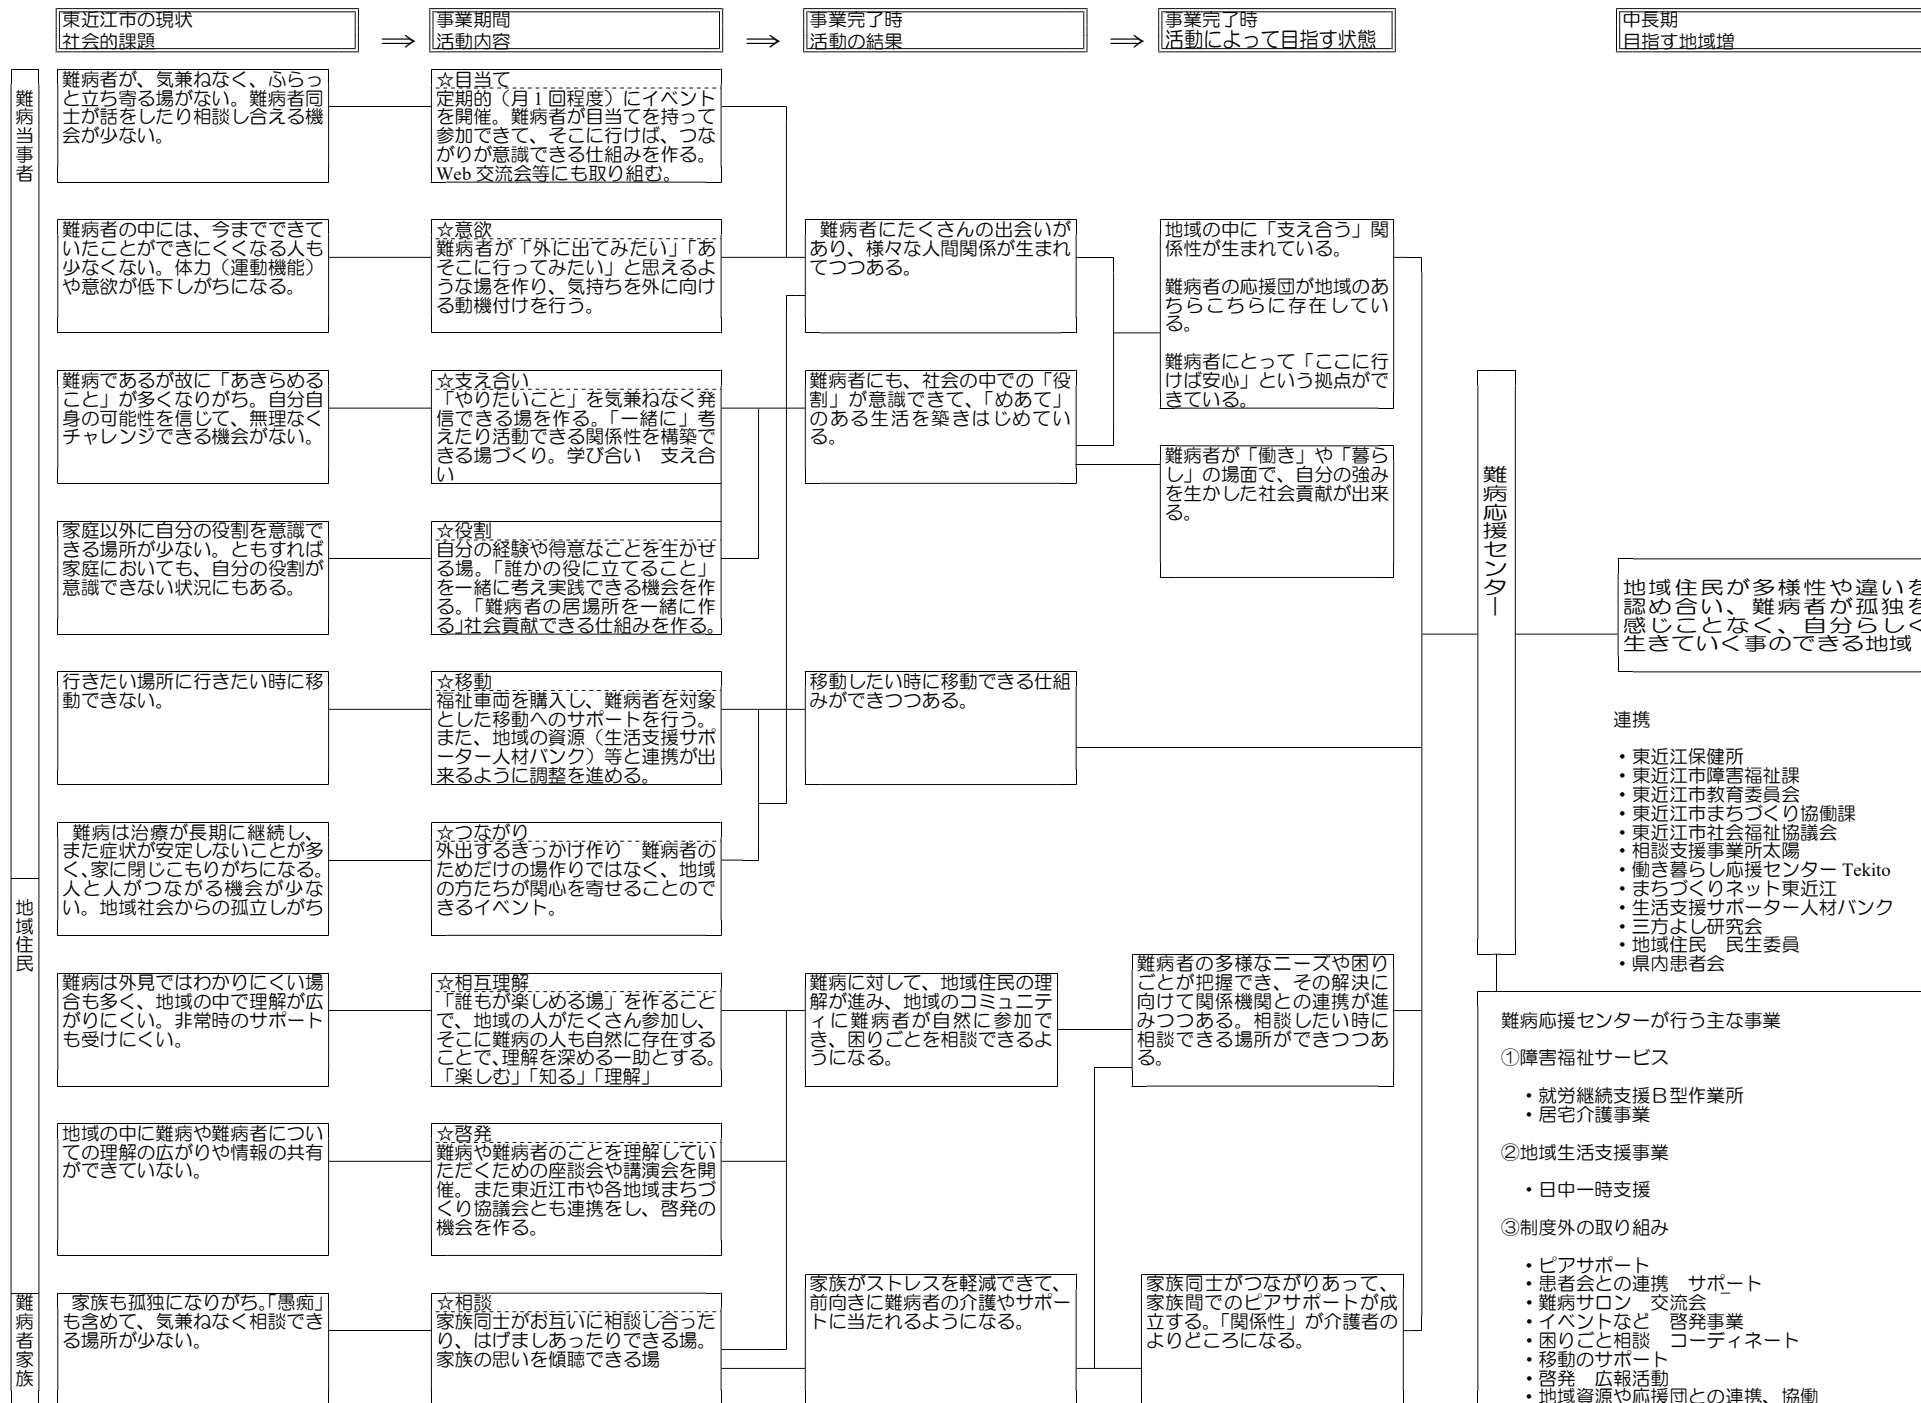 東近江市の現状
社会的課題
⇒
事業期間
活動内容
⇒
事業完了時
活動の結果
⇒
事業完了時
活動によって目指す状態
中長期
目指す地域増
難病当事者
難病者が、気兼ねなく、ふらっ
と立ち寄る場がない。難病者同
士が話をしたり相談し合える機
会が少ない。
☆目当て
定期的（月１回程度）にイベント
を開催。難病者が目当てを持って
参加できて、そこに行けば、つな
がりが意識できる仕組みを作る。
Web 交流会等にも取り組む。
難病者の中には、今までできて
いたことができにくくなる人も
少なくない。体力（運動機能）
や意欲が低下しがちになる。
☆意欲
難病者が「外に出てみたい」「あ
そこに行ってみたい」と思えるよ
うな場を作り、気持ちを外に向け
る動機付けを行う。
難病者にたくさんの出会いが
あり、様々な人間関係が生まれ
てつつある。
地域の中に「支え合う」関
係性が生まれている。
難病者の応援団が地域のあ
ちらこちらに存在してい
る。
難病者にとって「ここに行
けば安心」という拠点がで
きている。
難病であるが故に「あきらめる
こと」が多くなりがち。自分自
身の可能性を信じて、無理なく
チャレンジできる機会がない。
☆支え合い
「やりたいこと」を気兼ねなく発
信できる場を作る。「一緒に」考
えたり活動できる関係性を構築で
きる場づくり。学び合い　支え合
い
難病者にも、社会の中での「役
割」が意識できて、「めあて」
のある生活を築きはじめてい
る。
難病者が「働き」や「暮ら
し」の場面で、自分の強み
を生かした社会貢献が出来
る。
家庭以外に自分の役割を意識で
きる場所が少ない。ともすれば
家庭においても、自分の役割が
意識できない状況にもある。
☆役割
自分の経験や得意なことを生かせ
る場。「誰かの役に立てること」
を一緒に考え実践できる機会を作
る。「難病者の居場所を一緒に作
る」社会貢献できる仕組みを作る。
難病応援センター
地域住民が多様性や違いを
認め合い、難病者が孤独を
感じことなく、自分らしく
生きていく事のできる地域
行きたい場所に行きたい時に移
動できない。
☆移動
福祉車両を購入し、難病者を対象
とした移動へのサポートを行う。
また、地域の資源（生活支援サポ
ーター人材バンク）等と連携が出
来るように調整を進める。
移動したい時に移動できる仕組
みができつつある。
連携
・東近江保健所
・東近江市障害福祉課
・東近江市教育委員会
・東近江市まちづくり協働課
・東近江市社会福祉協議会
・相談支援事業所太陽
・働き暮らし応援センター Tekito
・まちづくりネット東近江
・生活支援サポーター人材バンク
・三方よし研究会
・地域住民　民生委員
・県内患者会
難病は治療が長期に継続し、
また症状が安定しないことが多
く、家に閉じこもりがちになる。
人と人がつながる機会が少な
い。地域社会からの孤立しがち
☆つながり
外出するきっかけ作り　難病者の
ためだけの場作りではなく、地域
の方たちが関心を寄せることので
きるイベント。
地域住民
難病は外見ではわかりにくい場
合も多く、地域の中で理解が広
がりにくい。非常時のサポート
も受けにくい。
☆相互理解
「誰もが楽しめる場」を作ること
で、地域の人がたくさん参加し、
そこに難病の人も自然に存在する
ことで、理解を深める一助とする。
「楽しむ」「知る」「理解」
難病に対して、地域住民の理
解が進み、地域のコミュニテ
ィに難病者が自然に参加で
き、困りごとを相談できるよ
うになる。
難病者の多様なニーズや困り
ごとが把握でき、その解決に
向けて関係機関との連携が進
みつつある。相談したい時に
相談できる場所ができつつあ
る。
地域の中に難病や難病者につい
ての理解の広がりや情報の共有
ができていない。
☆啓発
難病や難病者のことを理解してい
ただくための座談会や講演会を開
催。また東近江市や各地域まちづ
くり協議会とも連携をし、啓発の
機会を作る。
難病者家族
家族も孤独になりがち。「愚痴」
も含めて、気兼ねなく相談でき
る場所が少ない。
☆相談
家族同士がお互いに相談し合った
り、はげましあったりできる場。
家族の思いを傾聴できる場
家族がストレスを軽減できて、
前向きに難病者の介護やサポー
トに当たれるようになる。
家族同士がつながりあって、
家族間でのピアサポートが成
立する。「関係性」が介護者の
よりどころになる。
難病応援センターが行う主な事業
①障害福祉サービス
・就労継続支援Ｂ型作業所
・居宅介護事業
②地域生活支援事業
・日中一時支援
③制度外の取り組み
・ピアサポート
・患者会との連携　サポート
・難病サロン　交流会
・イベントなど　啓発事業
・困りごと相談　コーディネート
・移動のサポート
・啓発　広報活動
・地域資源や応援団との連携、協働